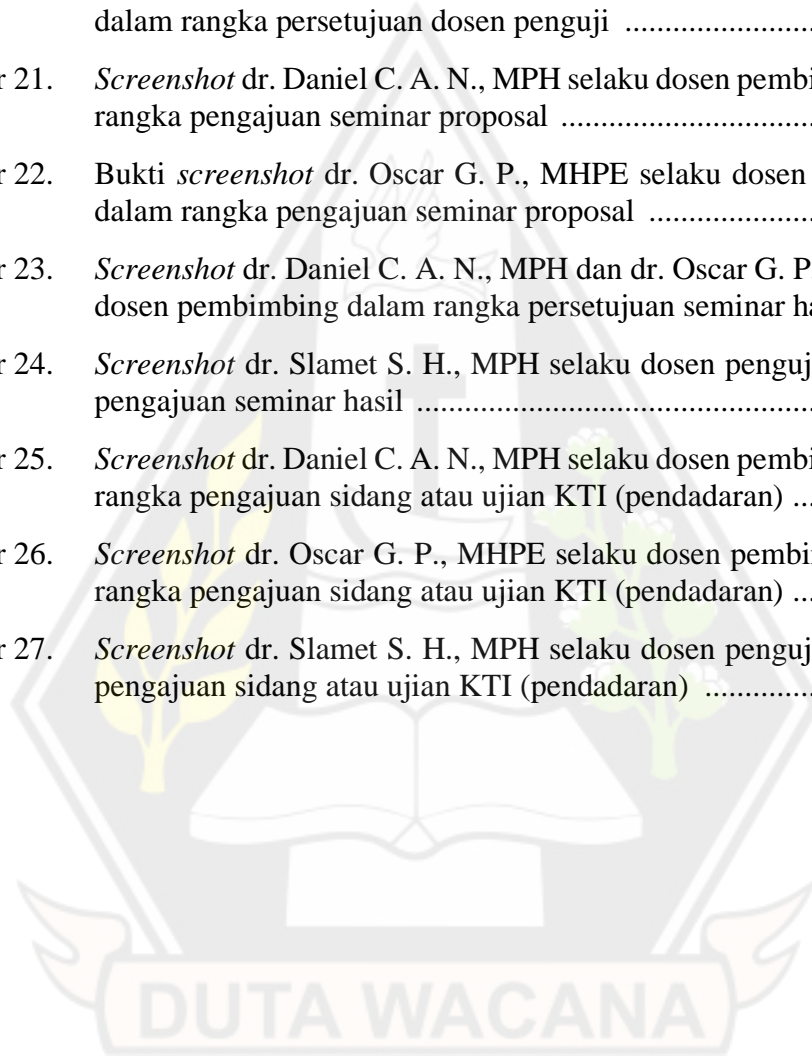 dalam rangka persetujuan dosen penguji ..........................
r 21. Screenshot dr. Daniel C. A. N., MPH selaku dosen pembi
rangka pengajuan seminar proposal ...................................
r 22. Bukti screenshot dr. Oscar G. P., MHPE selaku dosen
dalam rangka pengajuan seminar proposal .......................
r 23. Screenshot dr. Daniel C. A. N., MPH dan dr. Oscar G. P
dosen pembimbing dalam rangka persetujuan seminar ha
r 24. Screenshot dr. Slamet S. H., MPH selaku dosen penguj
pengajuan seminar hasil .....................................................
r 25. Screenshot dr. Daniel C. A. N., MPH selaku dosen pembi
rangka pengajuan sidang atau ujian KTI (pendadaran) ...
r 26. Screenshot dr. Oscar G. P., MHPE selaku dosen pembi
rangka pengajuan sidang atau ujian KTI (pendadaran) ...
r 27. Screenshot dr. Slamet S. H., MPH selaku dosen penguj
pengajuan sidang atau ujian KTI (pendadaran) ...............
DUTA WACANA